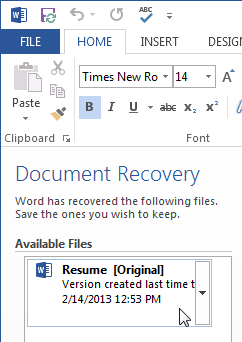 ABC
FILE HOME INSERT DESIG
Paste
Times New Ro 14 A
B I U abc x₂ x²
Clipboard Font
Document Recovery
Word has recovered the following files.
Save the ones you wish to keep.
Available Files
Resume [Original]
Version created last time t
2/14/2013 12:53 PM